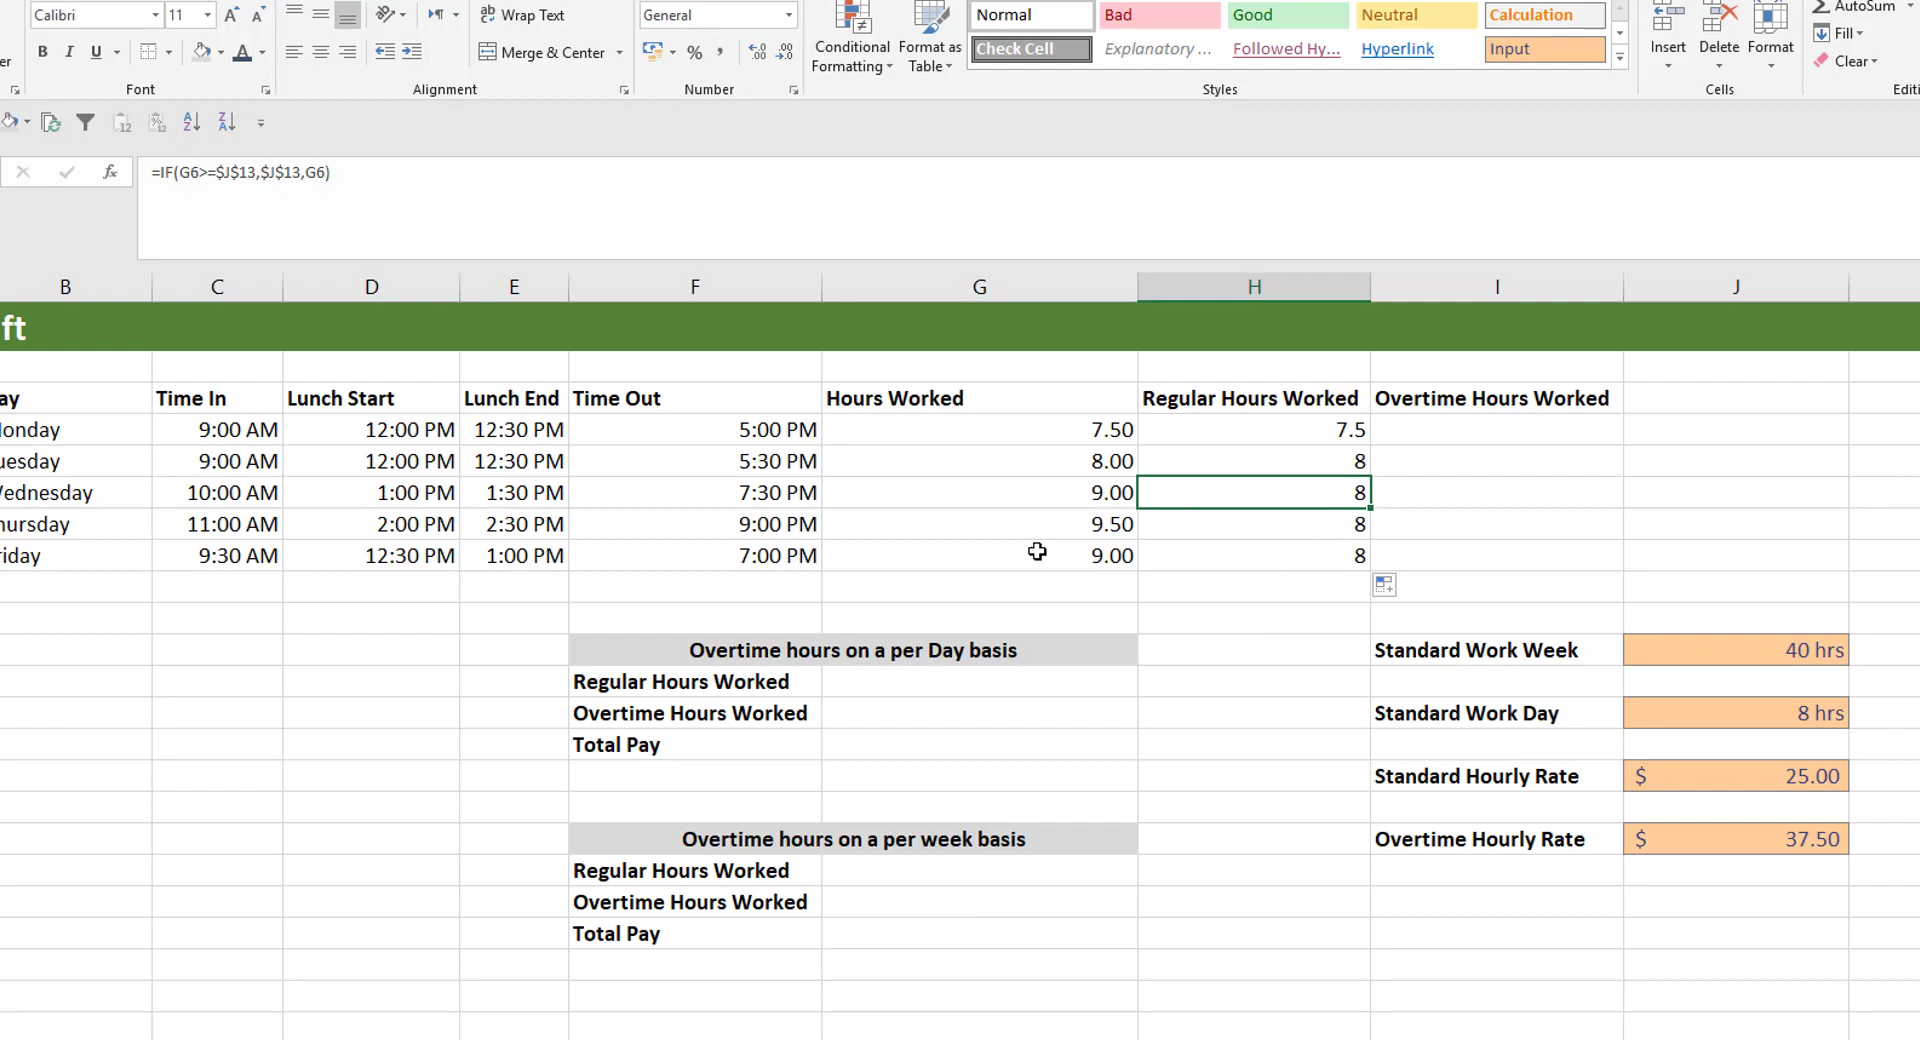 Calibri 11 A A Wrap Text General Normal Bad Good Neutral Calculation AutoSum
er B I U A Merge & Center % , Conditional Formatting Format as Table Check Cell Explanatory ... Followed Hy... Hyperlink Input Insert Delete Format Fill
Clear
Font Alignment Number Styles Cells Editi
fx =IF(G6>=$J$13,$J$13,G6)
B C D E F G H I J
ft
ay Time In Lunch Start Lunch End Time Out Hours Worked Regular Hours Worked Overtime Hours Worked
onday 9:00 AM 12:00 PM 12:30 PM 5:00 PM 7.50 7.5
uesday 9:00 AM 12:00 PM 12:30 PM 5:30 PM 8.00 8
Wednesday 10:00 AM 1:00 PM 1:30 PM 7:30 PM 9.00 8
hursday 11:00 AM 2:00 PM 2:30 PM 9:00 PM 9.50 8
riday 9:30 AM 12:30 PM 1:00 PM 7:00 PM 9.00 8
Overtime hours on a per Day basis Standard Work Week 40 hrs
Regular Hours Worked
Overtime Hours Worked Standard Work Day 8 hrs
Total Pay
Standard Hourly Rate $ 25.00
Overtime hours on a per week basis Overtime Hourly Rate $ 37.50
Regular Hours Worked
Overtime Hours Worked
Total Pay